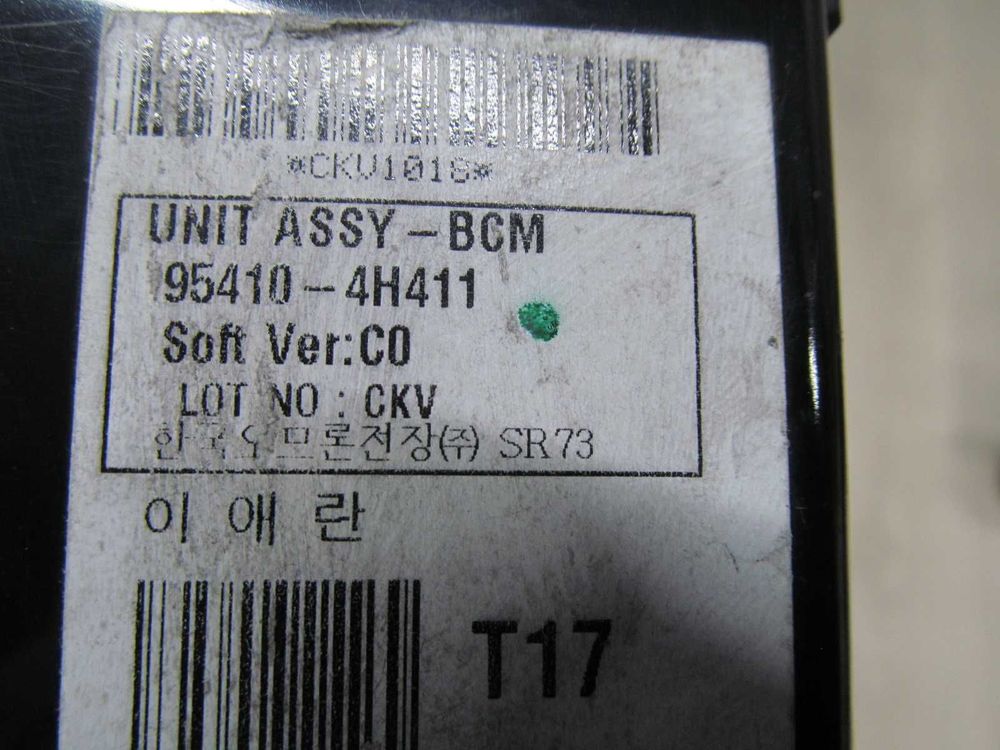 *CKV1018*
UNIT ASSY-BCM
95410-4H411
Soft Ver:C0
LOT NO : CKV
한국오므론전장(주) SR73
이 애 란
T17